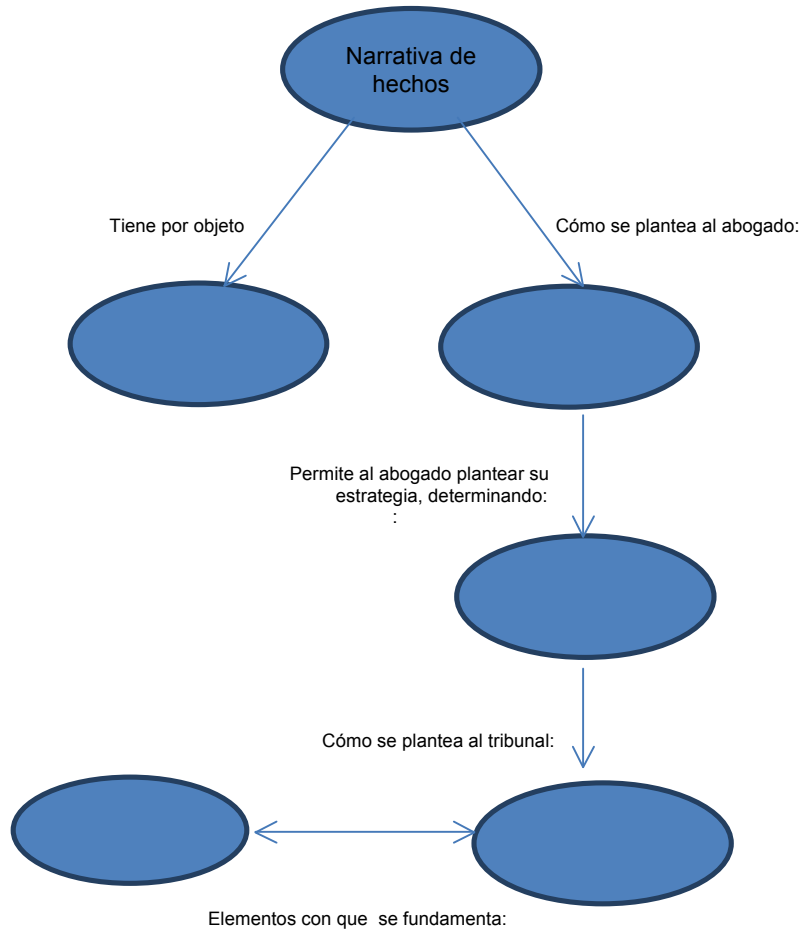 Narrativa de
hechos
Tiene por objeto
Cómo se plantea al abogado:
Permite al abogado plantear su
estrategia, determinando:
:
Cómo se plantea al tribunal:
Elementos con que se fundamenta: